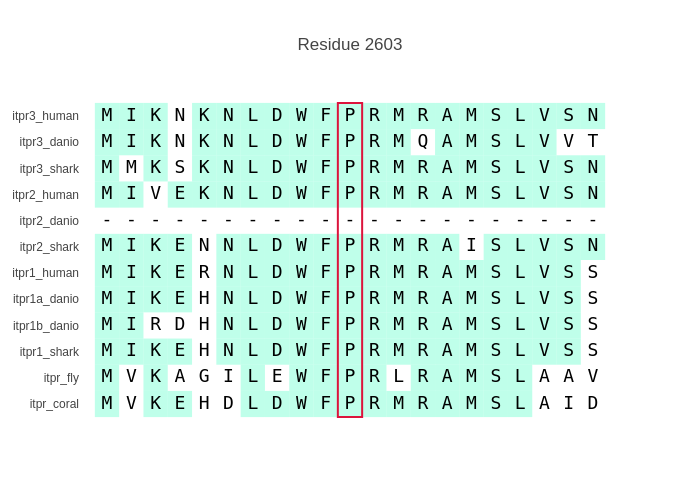 Residue 2603
itpr3_human M I K N K N L D W F P R M R A M S L V S N
itpr3_danio M I K N K N L D W F P R M Q A M S L V V T
itpr3_shark M M K S K N L D W F P R M R A M S L V S N
itpr2_human M I V E K N L D W F P R M R A M S L V S N
itpr2_danio - - - - - - - - - - - - - - - - - - - - -
itpr2_shark M I K E N N L D W F P R M R A I S L V S N
itpr1_human M I K E R N L D W F P R M R A M S L V S S
itpr1a_danio M I K E H N L D W F P R M R A M S L V S S
itpr1b_danio M I R D H N L D W F P R M R A M S L V S S
itpr1_shark M I K E H N L D W F P R M R A M S L V S S
itpr_fly M V K A G I L E W F P R L R A M S L A A V
itpr_coral M V K E H D L D W F P R M R A M S L A I D